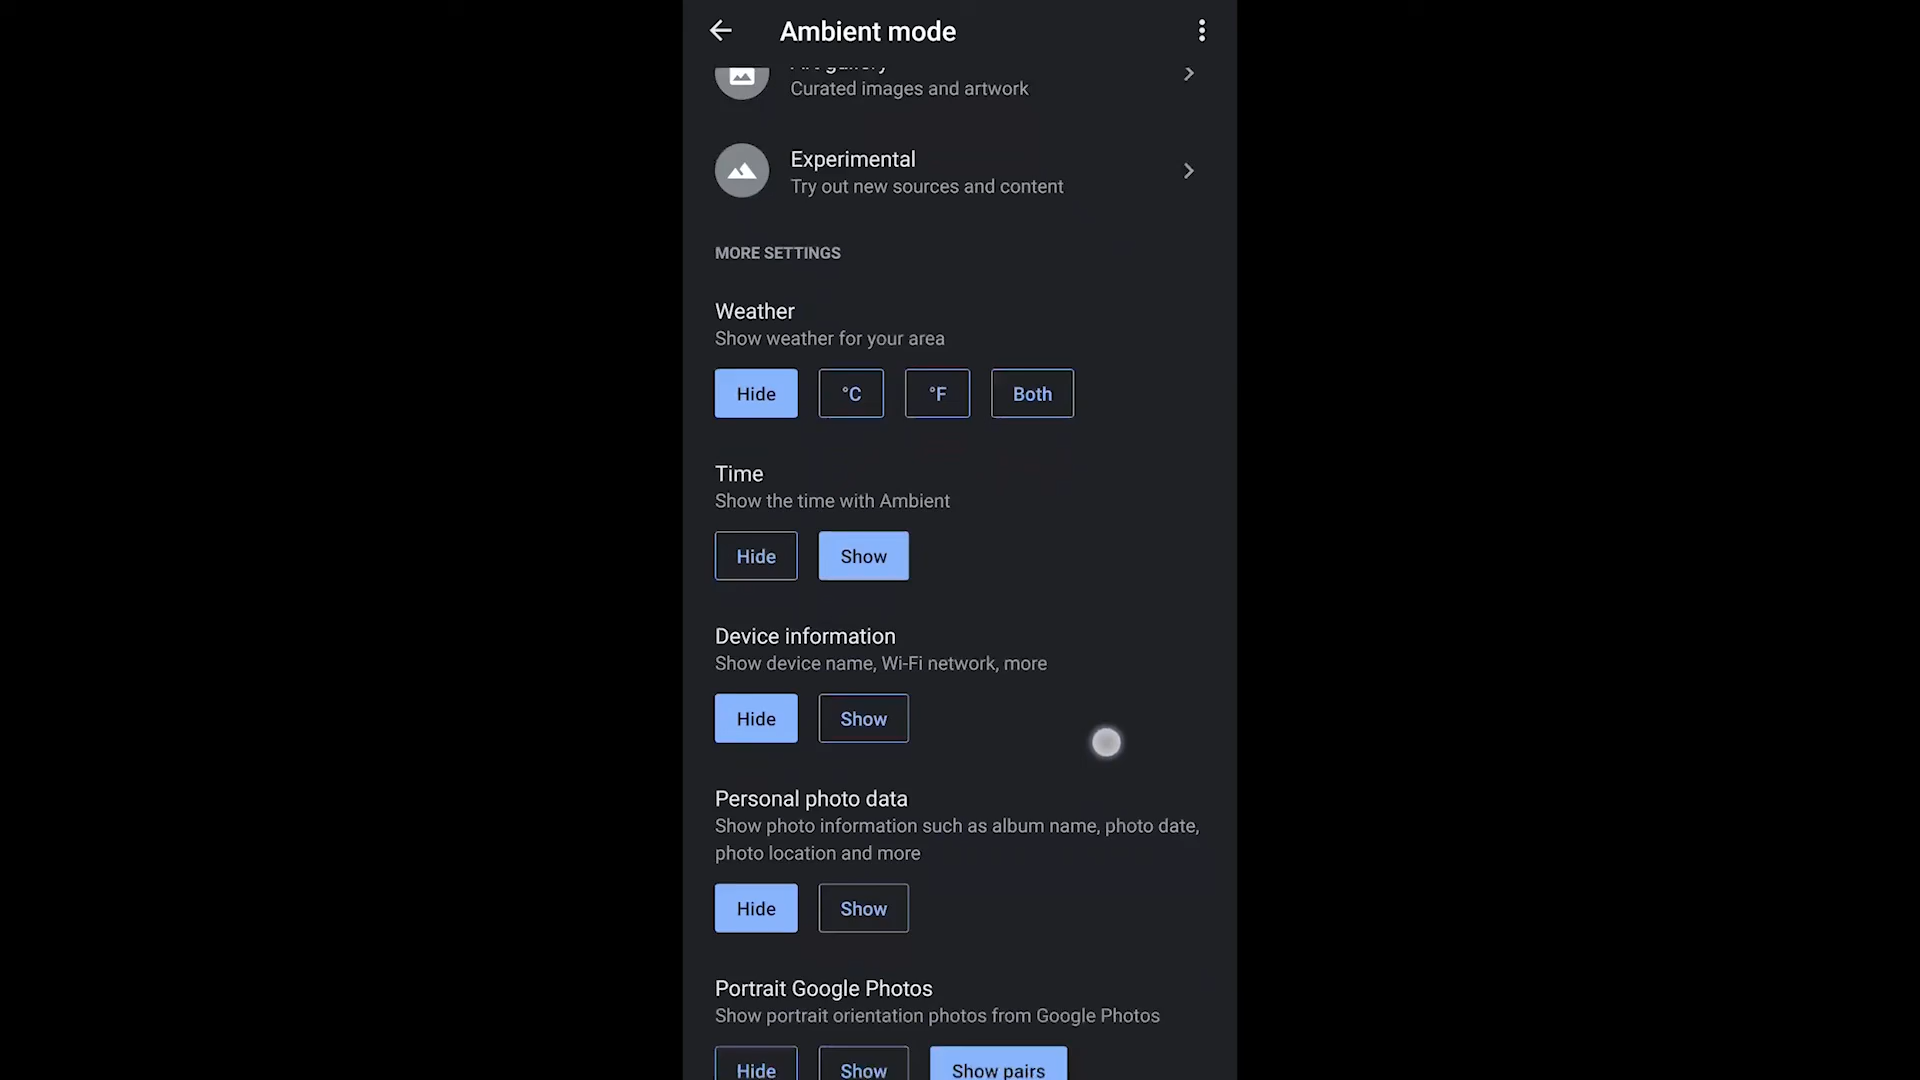 Ambient mode
Art gallery
Curated images and artwork
Experimental
Try out new sources and content
MORE SETTINGS
Weather
Show weather for your area
Hide °C °F Both
Time
Show the time with Ambient
Hide Show
Device information
Show device name, Wi-Fi network, more
Hide Show
Personal photo data
Show photo information such as album name, photo date,
photo location and more
Hide Show
Portrait Google Photos
Show portrait orientation photos from Google Photos
Hide Show Show pairs